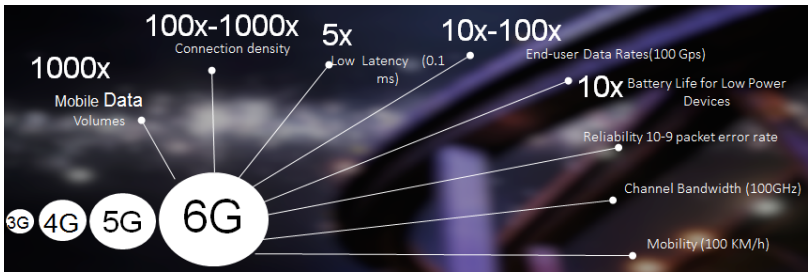 1000x
Mobile Data
Volumes
100x-1000x
Connection density
5x
Low Latency (0.1
ms)
10x-100x
End-user Data Rates(100 Gps)
10x Battery Life for Low Power
Devices
Reliability 10-9 packet error rate
Channel Bandwidth (100GHz)
Mobility (100 KM/h)
3G
4G
5G
6G